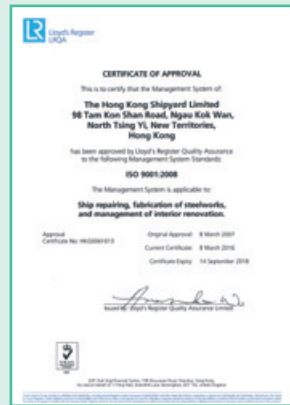 LR
Lloyd's Register
LRQA
CERTIFICATE OF APPROVAL
This is to certify that the Management System of:
The Hong Kong Shipyard Limited
98 Tam Kon Shan Road, Ngau Kok Wan,
North Tsing Yi, New Territories,
Hong Kong
has been approved by Lloyd's Register Quality Assurance
to the following Management System Standards:
ISO 9001:2008
The Management System is applicable to:
Ship repairing, fabrication of steelworks,
and management of interior renovation.
Approval
Certificate No: HKG0001013
Original Approval: 8 March 2007
Current Certificate: 8 March 2016
Certificate Expiry: 14 September 2018
Issued by: Lloyd's Register Quality Assurance Limited